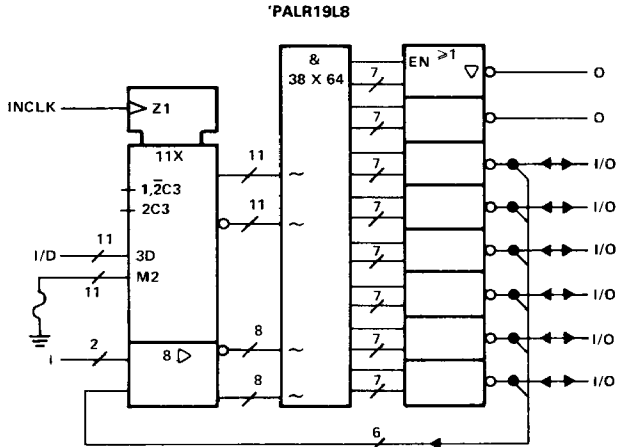 'PALR19L8
INCLK
Z1
11X
1,2̅C3
2C3
I/D
11
3D
11
M2
I
2
8 ▷
11
11
8
8
&
38 X 64
~
~
~
~
7
7
7
7
7
7
7
7
EN ≥1
▽
O
O
I/O
I/O
I/O
I/O
I/O
I/O
6